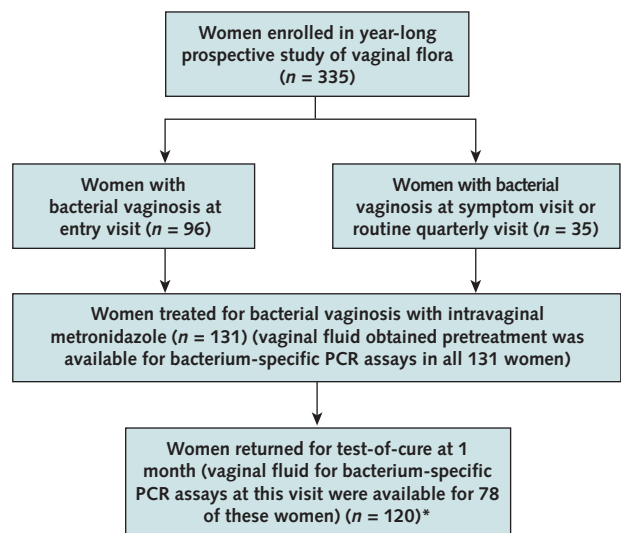 Women enrolled in year-long
prospective study of vaginal flora
(n = 335)
Women with
bacterial vaginosis at
entry visit (n = 96)
Women with bacterial
vaginosis at symptom visit or
routine quarterly visit (n = 35)
Women treated for bacterial vaginosis with intravaginal
metronidazole (n = 131) (vaginal fluid obtained pretreatment was
available for bacterium-specific PCR assays in all 131 women)
Women returned for test-of-cure at 1
month (vaginal fluid for bacterium-specific
PCR assays at this visit were available for 78
of these women) (n = 120)*